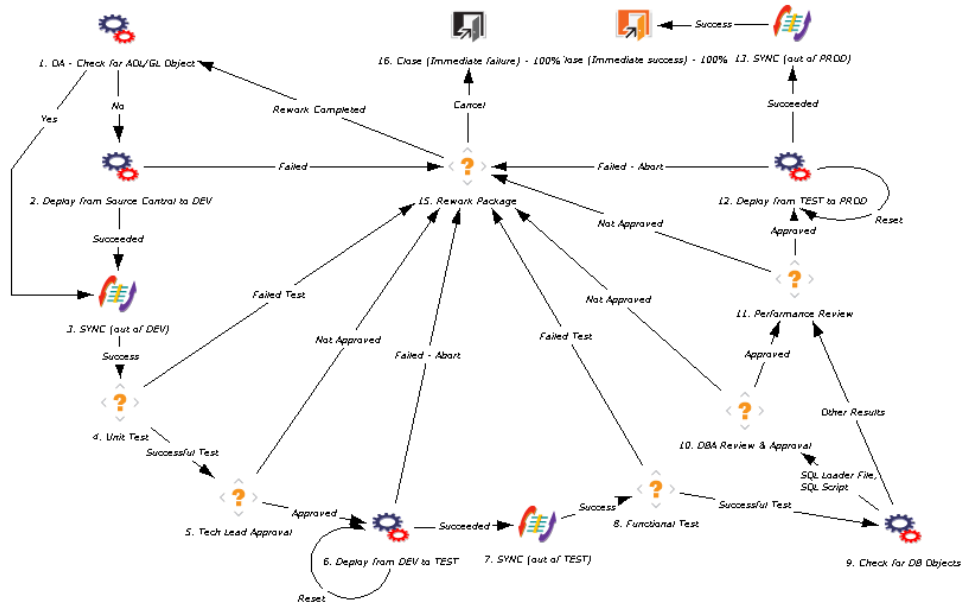 1. OA - Check for AOL/GL Object
16. Close (Immediate failure) - 100%
lose (Immediate success) - 100%
13. SYNC (out of PROD)
Success
Yes
No
Rework Completed
Cancel
Succeeded
Failed
Failed - Abort
2. Deploy from Source Control to DEV
15. Rework Package
12. Deploy from TEST to PROD
Reset
Succeeded
Not Approved
Approved
Failed Test
Not Approved
3. SYNC (out of DEV)
11. Performance Review
Success
Not Approved
Failed - Abort
Failed Test
Approved
4. Unit Test
Successful Test
Other Results
10. DBA Review & Approval
SQL Loader File,
SQL Script
5. Tech Lead Approval
Approved
Succeeded
Success
8. Functional Test
Successful Test
6. Deploy from DEV to TEST
7. SYNC (out of TEST)
9. Check for DB Objects
Reset